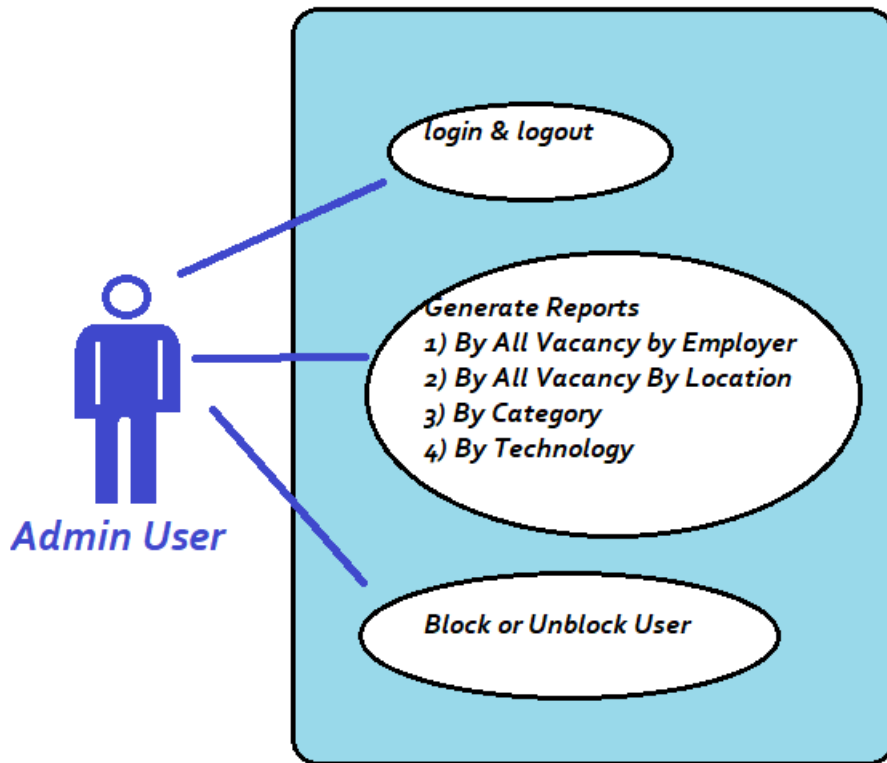 login & logout
Generate Reports
1) By All Vacancy by Employer
2) By All Vacancy By Location
3) By Category
4) By Technology
Admin User
Block or Unblock User